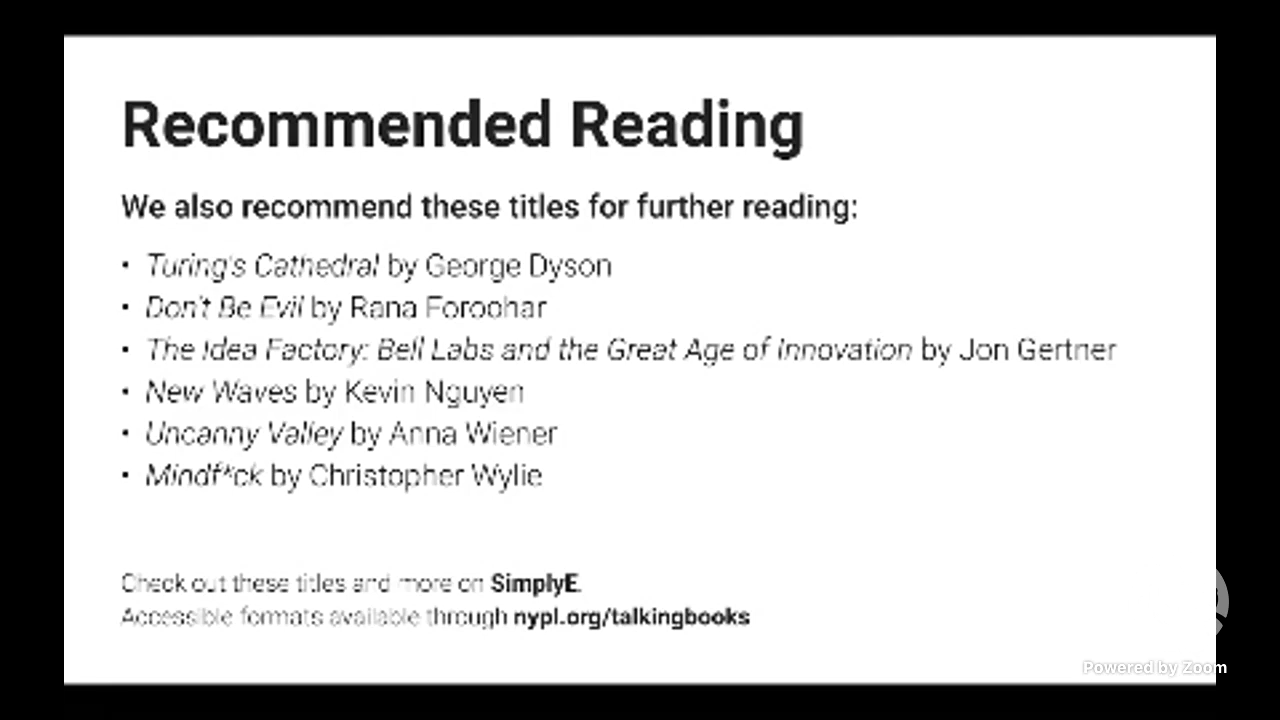 Recommended Reading
We also recommend these titles for further reading:
• Turing's Cathedral by George Dyson
• Don't Be Evil by Rana Foroohar
• The Idea Factory: Bell Labs and the Great Age of Innovation by Jon Gertner
• New Waves by Kevin Nguyen
• Uncanny Valley by Anna Wiener
• Mindf*ck by Christopher Wylie
Check out these titles and more on SimplyE.
Accessible formats available through nypl.org/talkingbooks
Powered by Zoom